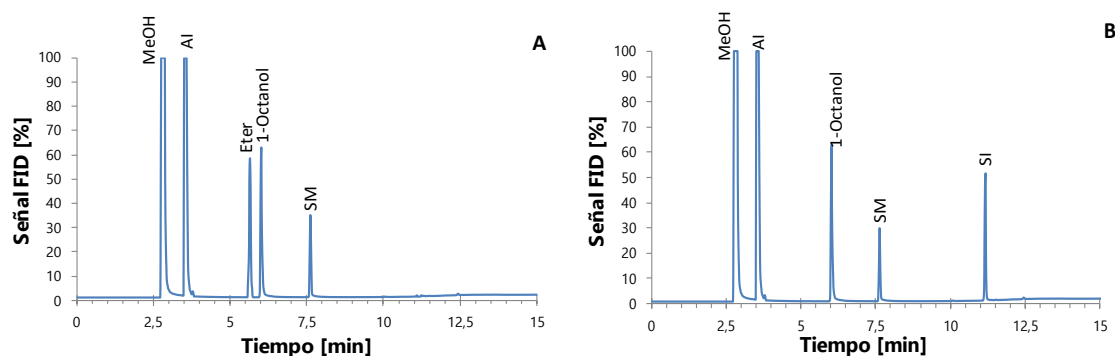 A
Señal FID [%]
100
90
80
70
60
50
40
30
20
10
0
MeOH
AI
Eter
1-Octanol
SM
0
2,5
5
7,5
10
12,5
15
Tiempo [min]
B
Señal FID [%]
100
90
80
70
60
50
40
30
20
10
0
MeOH
AI
1-Octanol
SM
SI
0
2,5
5
7,5
10
12,5
15
Tiempo [min]